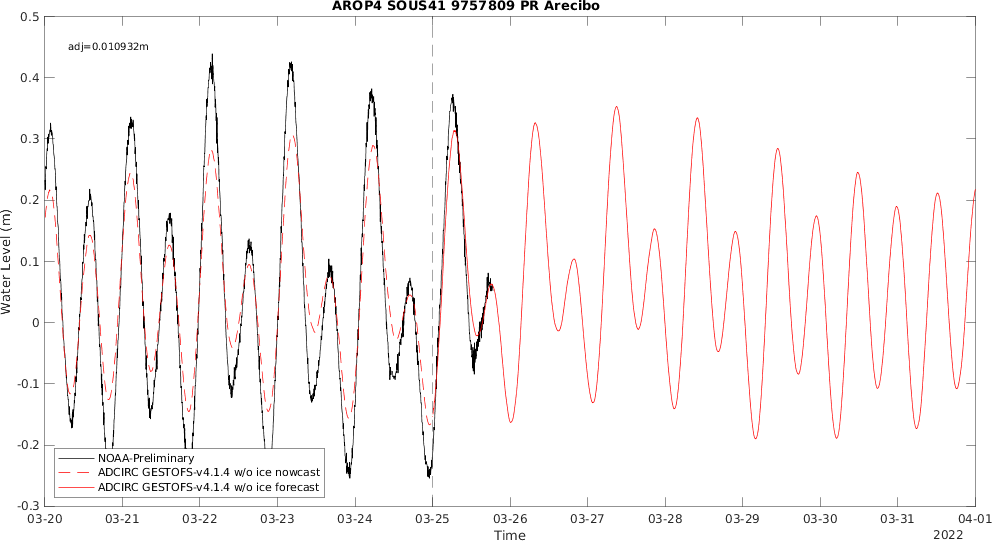 AROP4 SOUS41 9757809 PR Arecibo
adj=0.010932m
0.5
0.4
0.3
0.2
0.1
0
-0.1
-0.2
-0.3
Water Level (m)
NOAA-Preliminary
ADCIRC GESTOFS-v4.1.4 w/o ice nowcast
ADCIRC GESTOFS-v4.1.4 w/o ice forecast
03-20 03-21 03-22 03-23 03-24 03-25 03-26 03-27 03-28 03-29 03-30 03-31 04-01
Time
2022